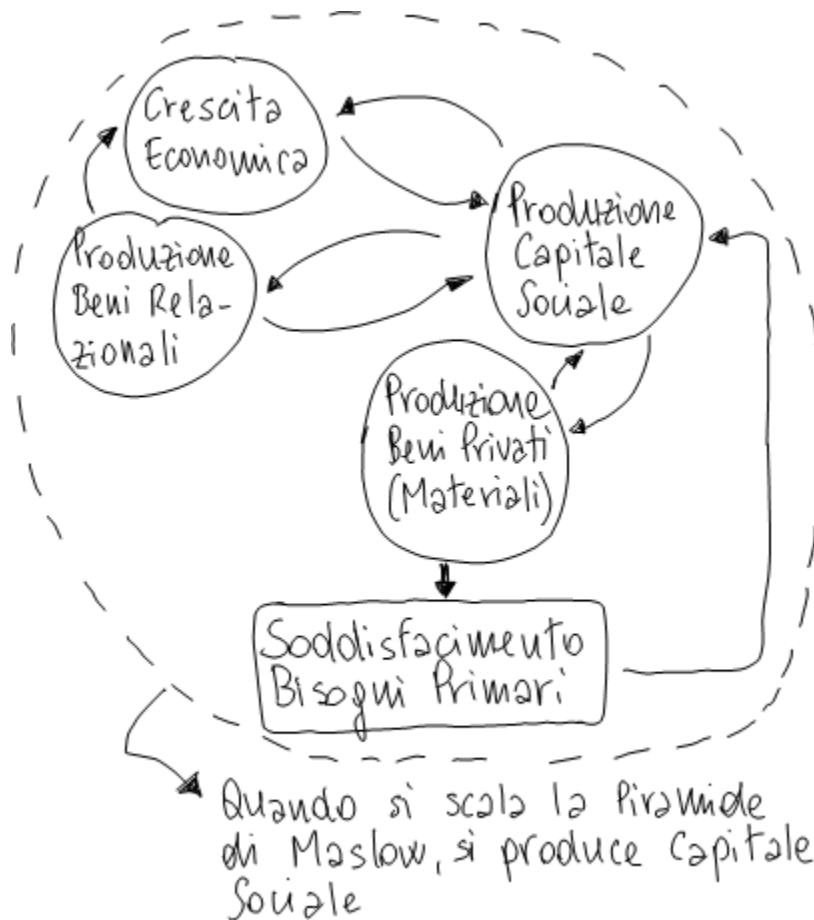 Crescita
Economica
Produzione
Beni Rela-
zionali
Produzione
Capitale
Sociale
Produzione
Beni Privati
(Materiali)
Soddisfacimento
Bisogni Primari
Quando si scala la Piramide
di Maslow, si produce Capitale
Sociale